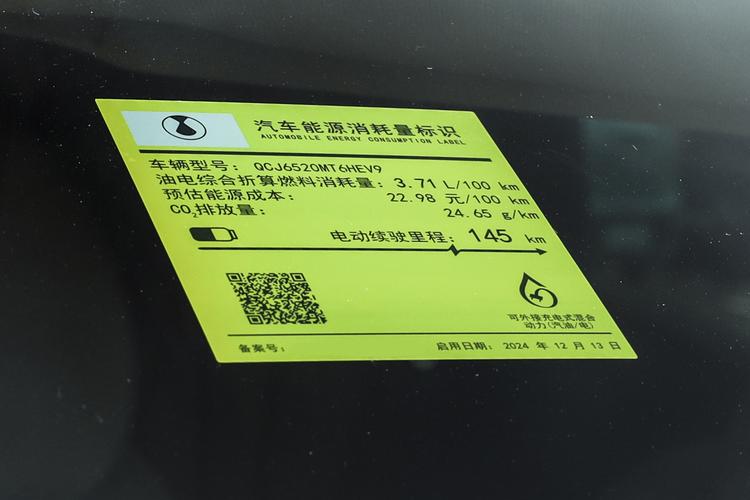 汽车能源消耗量标识
AUTOMOBILE ENERGY CONSUMPTION LABEL
车辆型号： QCJ6520MT6HEV9
油电综合折算燃料消耗量： 3.71 L/100 km
预估能源成本： 22.98 元/100 km
CO₂排放量： 24.65 g/km
电动续驶里程： 145 km
可外接充电式混合
动力(汽油/电)
备案号： 启用日期： 2024 年 12 月 13 日